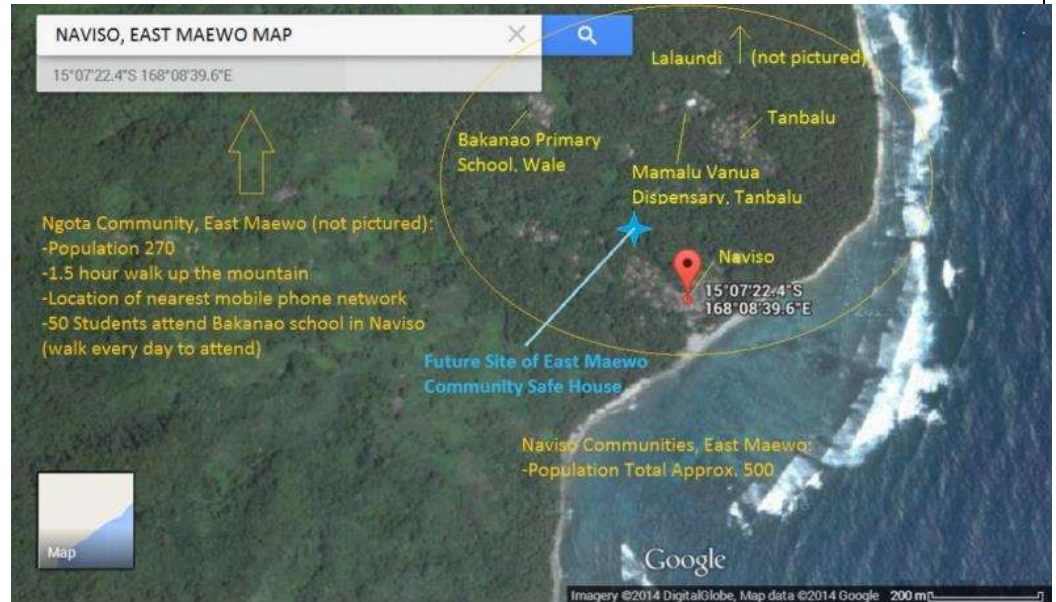 NAVISO, EAST MAEWO MAP
15°07'22.4"S 168°08'39.6"E
Lalaundi (not pictured)
Tanbalu
Bakanao Primary
School, Wale
Mamalu Vanua
Dispensary, Tanbalu
Ngota Community, East Maewo (not pictured):
-Population 270
-1.5 hour walk up the mountain
-Location of nearest mobile phone network
-50 Students attend Bakanao school in Naviso
(walk every day to attend)
Naviso
15°07'22.4"S
168°08'39.6"E
Future Site of East Maewo
Community Safe House
Naviso Communities, East Maewo:
-Population Total Approx. 500
Map
Google
Imagery ©2014 DigitalGlobe, Map data ©2014 Google 200 m